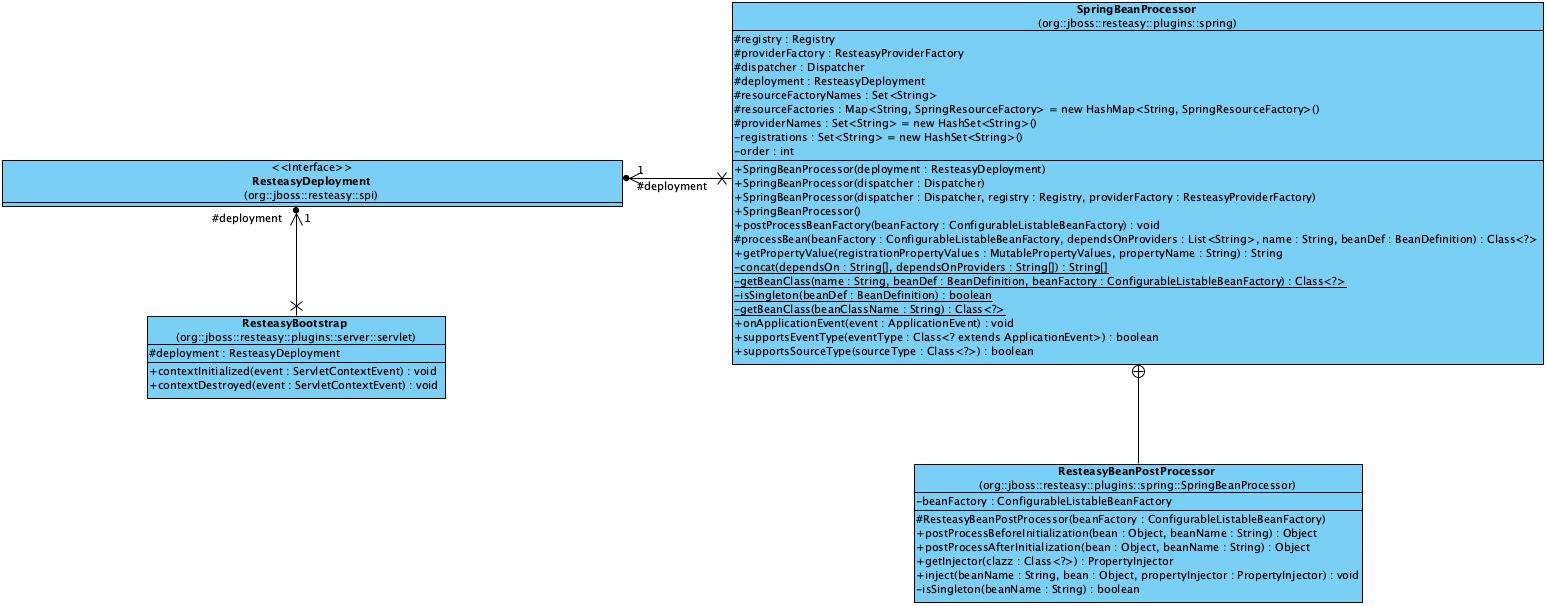 SpringBeanProcessor
(org::jboss::resteasy::plugins::spring)
#registry : Registry
#providerFactory : ResteasyProviderFactory
#dispatcher : Dispatcher
#deployment : ResteasyDeployment
#resourceFactoryNames : Set<String>
#resourceFactories : Map<String, SpringResourceFactory> = new HashMap<String, SpringResourceFactory>()
#providerNames : Set<String> = new HashSet<String>()
-registrations : Set<String> = new HashSet<String>()
-order : int
+SpringBeanProcessor(deployment : ResteasyDeployment)
+SpringBeanProcessor(dispatcher : Dispatcher)
+SpringBeanProcessor(dispatcher : Dispatcher, registry : Registry, providerFactory : ResteasyProviderFactory)
+SpringBeanProcessor()
+postProcessBeanFactory(beanFactory : ConfigurableListableBeanFactory) : void
#processBean(beanFactory : ConfigurableListableBeanFactory, dependsOnProviders : List<String>, name : String, beanDef : BeanDefinition) : Class<?>
+getPropertyValue(registrationPropertyValues : MutablePropertyValues, propertyName : String) : String
-concat(dependsOn : String[], dependsOnProviders : String[]) : String[]
-getBeanClass(name : String, beanDef : BeanDefinition, beanFactory : ConfigurableListableBeanFactory) : Class<?>
-isSingleton(beanDef : BeanDefinition) : boolean
-getBeanClass(beanClassName : String) : Class<?>
+onApplicationEvent(event : ApplicationEvent) : void
+supportsEventType(eventType : Class<? extends ApplicationEvent>) : boolean
+supportsSourceType(sourceType : Class<?>) : boolean
<<Interface>>
ResteasyDeployment
(org::jboss::resteasy::spi)
1
#deployment
#deployment
1
ResteasyBootstrap
(org::jboss::resteasy::plugins::server::servlet)
#deployment : ResteasyDeployment
+contextInitialized(event : ServletContextEvent) : void
+contextDestroyed(event : ServletContextEvent) : void
ResteasyBeanPostProcessor
(org::jboss::resteasy::plugins::spring::SpringBeanProcessor)
-beanFactory : ConfigurableListableBeanFactory
#ResteasyBeanPostProcessor(beanFactory : ConfigurableListableBeanFactory)
+postProcessBeforeInitialization(bean : Object, beanName : String) : Object
+postProcessAfterInitialization(bean : Object, beanName : String) : Object
+getInjector(clazz : Class<?>) : PropertyInjector
+inject(beanName : String, bean : Object, propertyInjector : PropertyInjector) : void
-isSingleton(beanName : String) : boolean